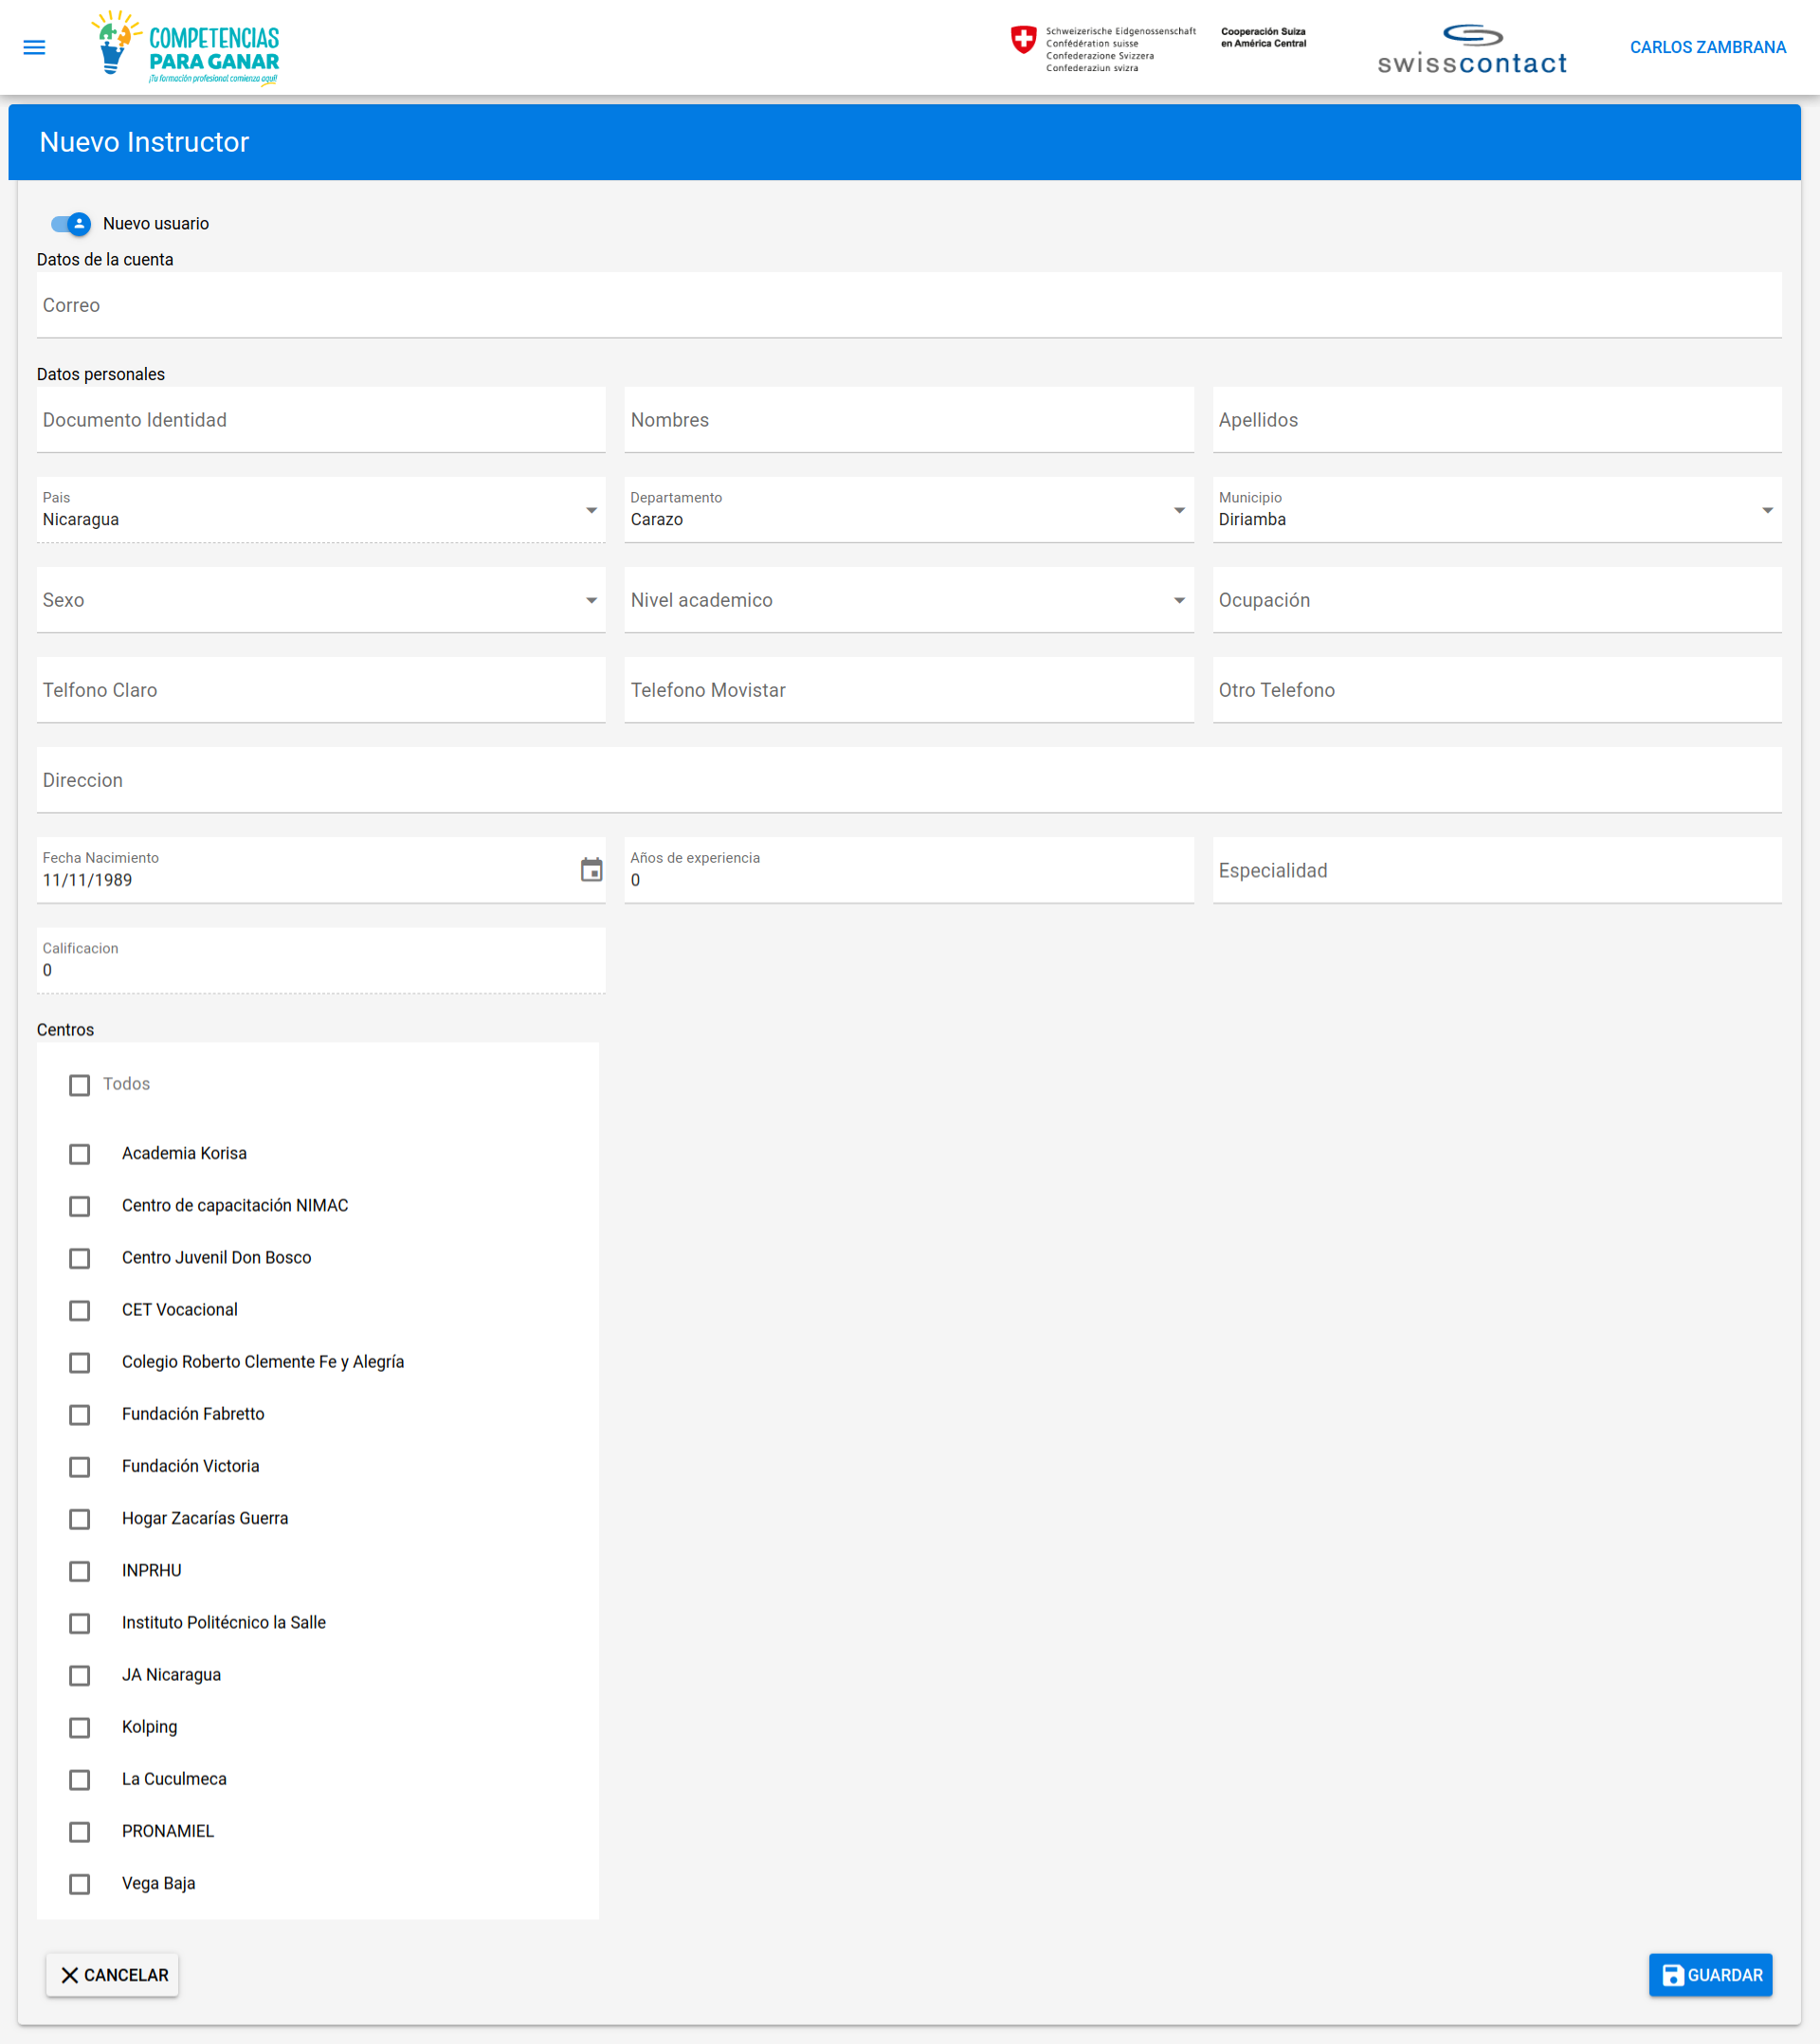 COMPETENCIAS
PARA GANAR
¡Tu formación profesional comienza aquí!
Schweizerische Eidgenossenschaft
Confédération suisse
Confederazione Svizzera
Confederaziun svizra
Cooperación Suiza
en América Central
swisscontact
CARLOS ZAMBRANA
Nuevo Instructor
Nuevo usuario
Datos de la cuenta
Correo
Datos personales
Documento Identidad
Nombres
Apellidos
Pais
Nicaragua
Departamento
Carazo
Municipio
Diriamba
Sexo
Nivel academico
Ocupación
Telfono Claro
Telefono Movistar
Otro Telefono
Direccion
Fecha Nacimiento
11/11/1989
Años de experiencia
0
Especialidad
Calificacion
0
Centros
Todos
Academia Korisa
Centro de capacitación NIMAC
Centro Juvenil Don Bosco
CET Vocacional
Colegio Roberto Clemente Fe y Alegría
Fundación Fabretto
Fundación Victoria
Hogar Zacarías Guerra
INPRHU
Instituto Politécnico la Salle
JA Nicaragua
Kolping
La Cuculmeca
PRONAMIEL
Vega Baja
CANCELAR
GUARDAR